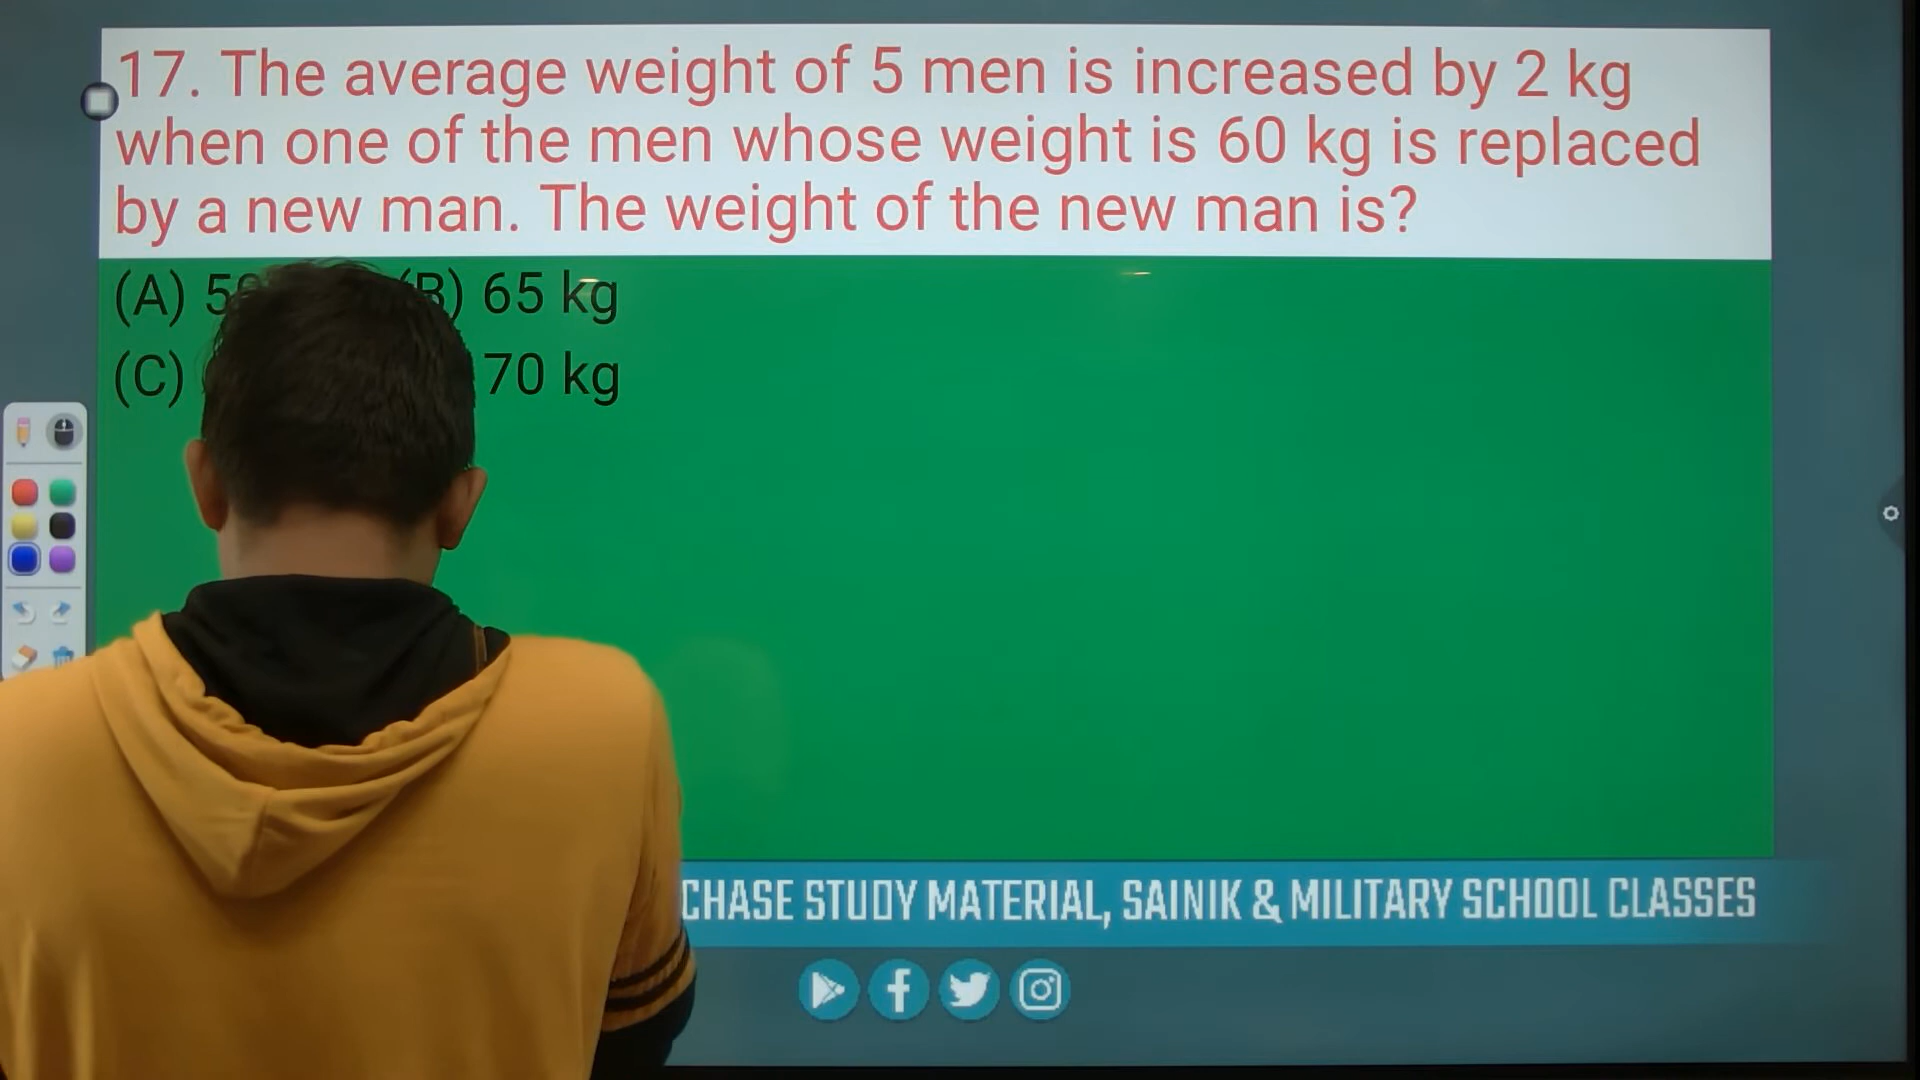 17. The average weight of 5 men is increased by 2 kg
when one of the men whose weight is 60 kg is replaced
by a new man. The weight of the new man is?
(A) (B) 65 kg
(C) 70 kg
STUDY MATERIAL, SAINIK & MILITARY SCHOOL CLASSES